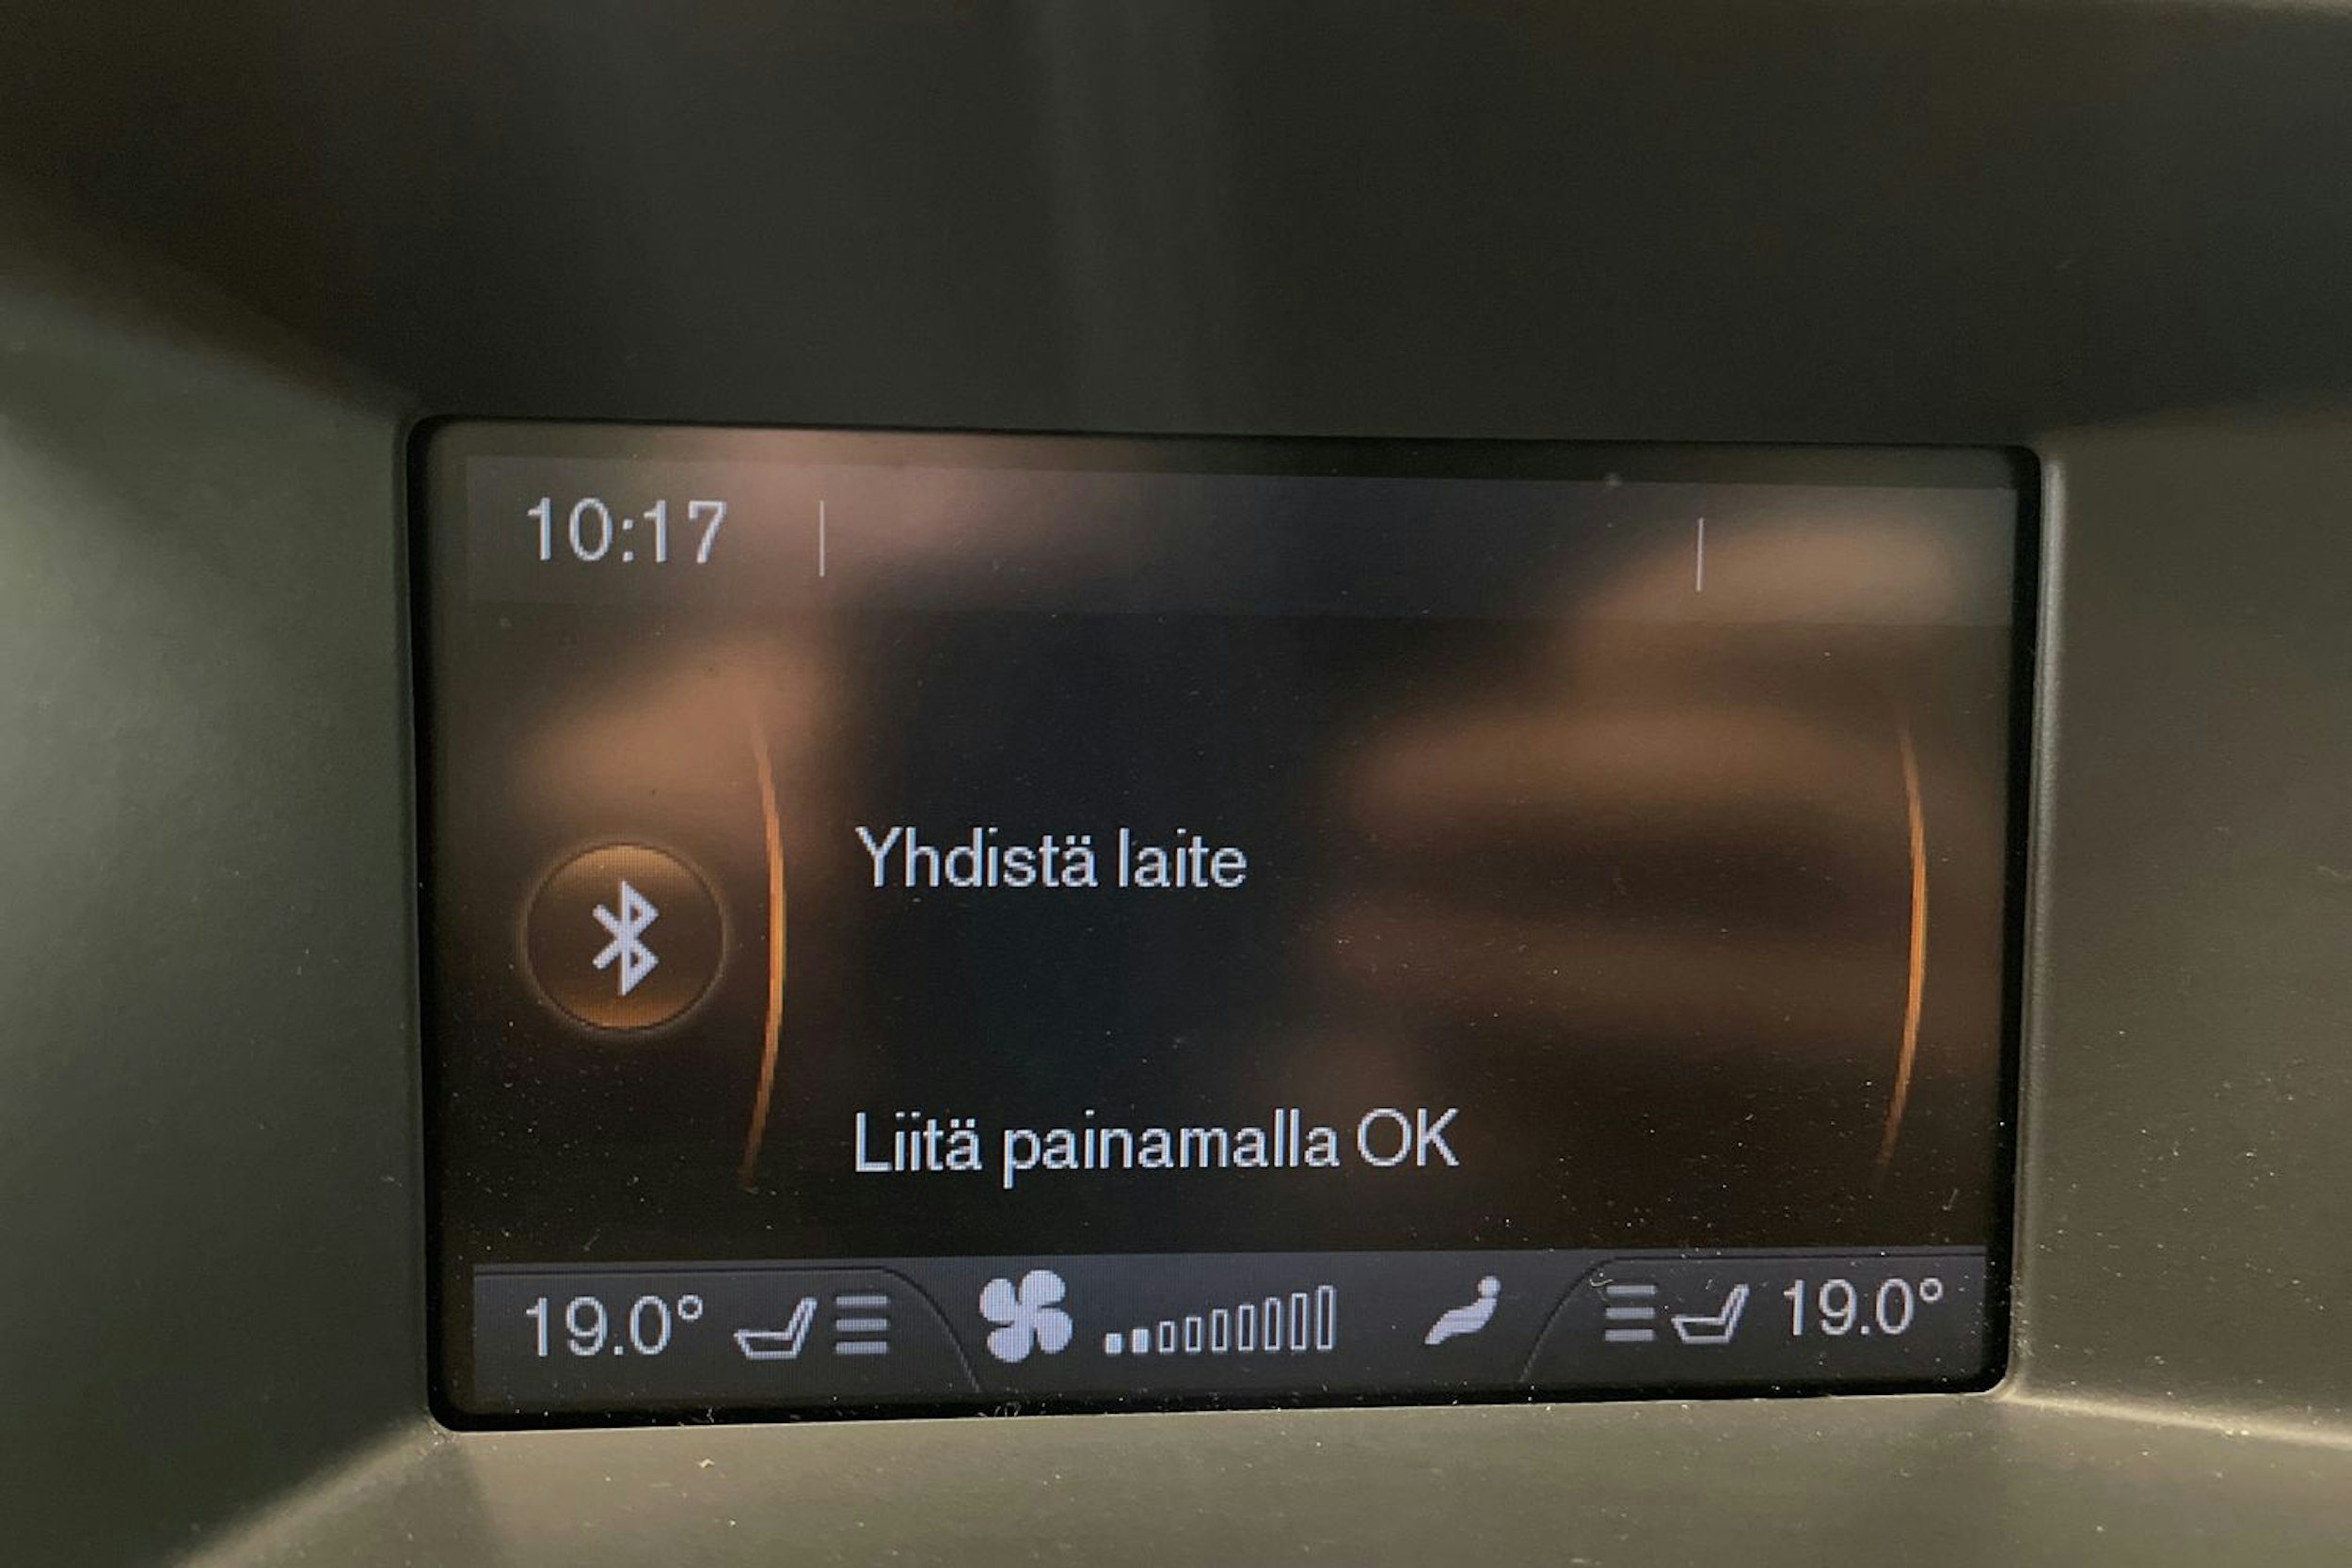 10:17
Yhdistä laite
Liitä painamalla OK
19.0° 19.0°